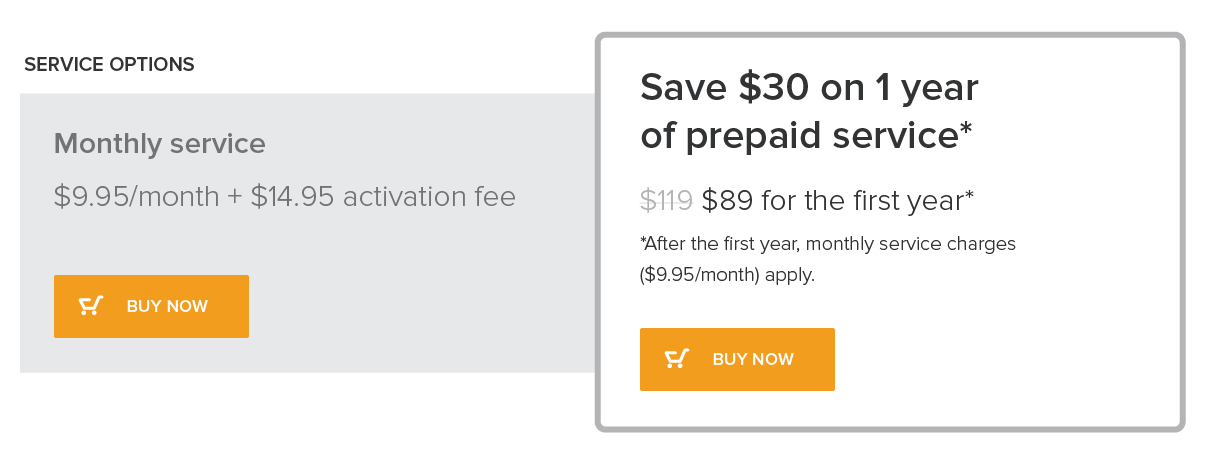 SERVICE OPTIONS
Monthly service
$9.95/month + $14.95 activation fee
BUY NOW
Save $30 on 1 year
of prepaid service*
$119 $89 for the first year*
*After the first year, monthly service charges
($9.95/month) apply.
BUY NOW